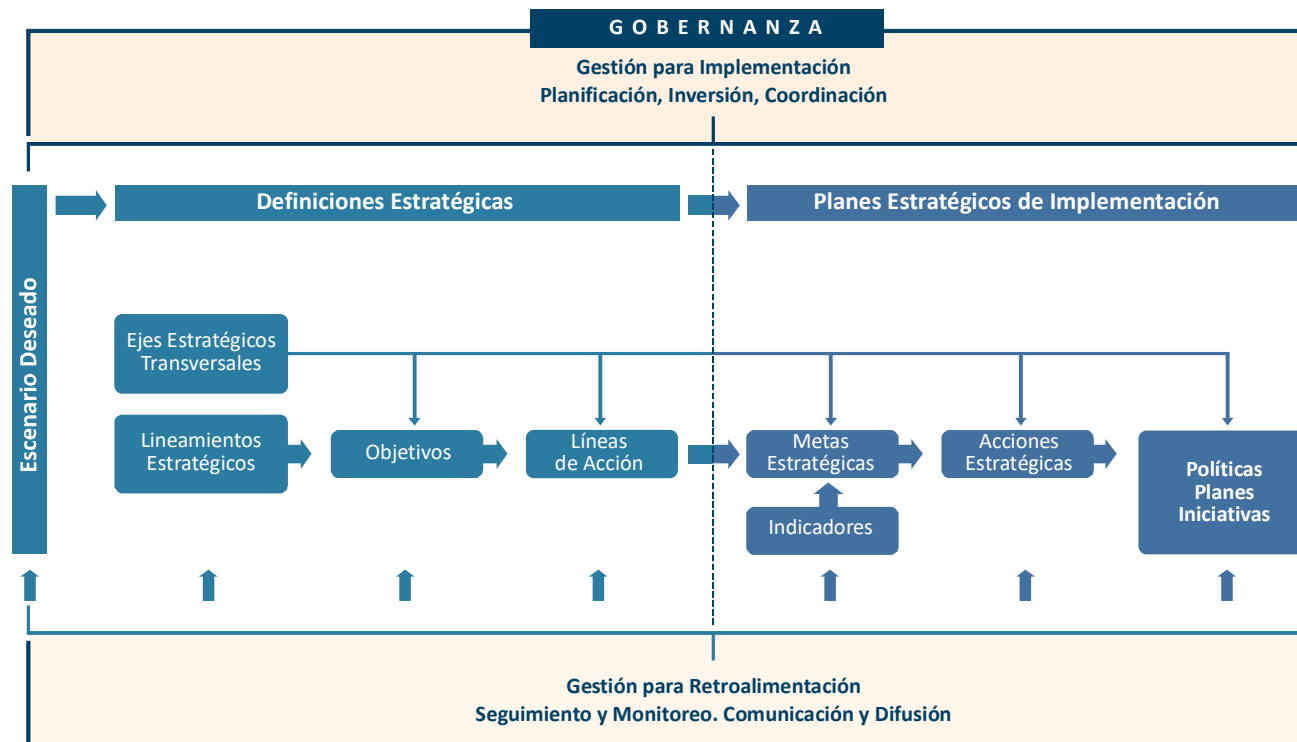 GOBERNANZA
Gestión para Implementación
Planificación, Inversión, Coordinación
Escenario Deseado
Definiciones Estratégicas
Planes Estratégicos de Implementación
Ejes Estratégicos
Transversales
Lineamientos
Estratégicos
Objetivos
Líneas
de Acción
Metas
Estratégicas
Indicadores
Acciones
Estratégicas
Políticas
Planes
Iniciativas
Gestión para Retroalimentación
Seguimiento y Monitoreo. Comunicación y Difusión